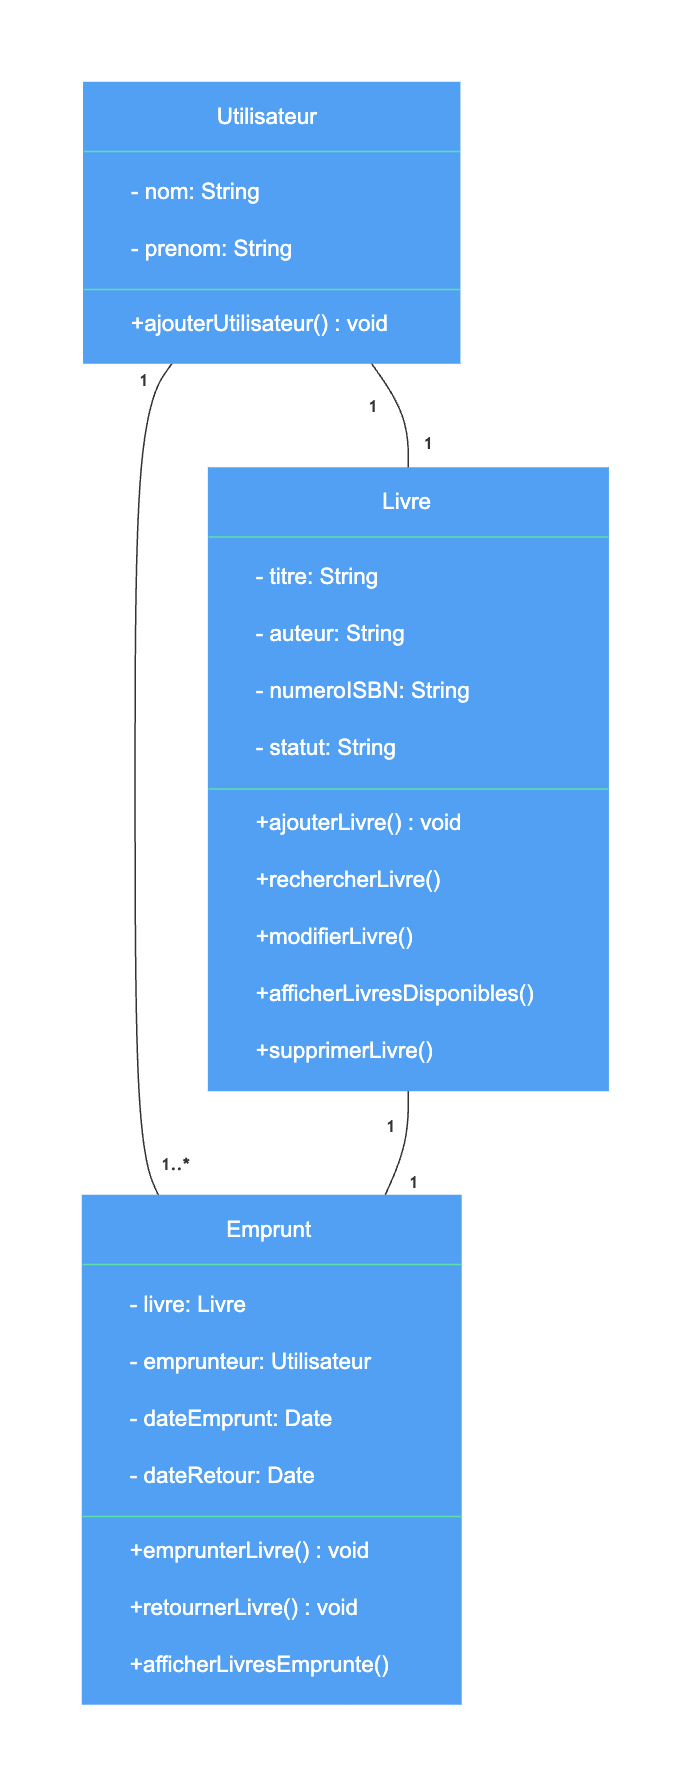 Utilisateur
- nom: String
- prenom: String
+ajouterUtilisateur() : void
1
1
1
Livre
- titre: String
- auteur: String
- numeroISBN: String
- statut: String
+ajouterLivre() : void
+rechercherLivre()
+modifierLivre()
+afficherLivresDisponibles()
+supprimerLivre()
1
1..*
1
Emprunt
- livre: Livre
- emprunteur: Utilisateur
- dateEmprunt: Date
- dateRetour: Date
+emprunterLivre() : void
+retournerLivre() : void
+afficherLivresEmprunte()